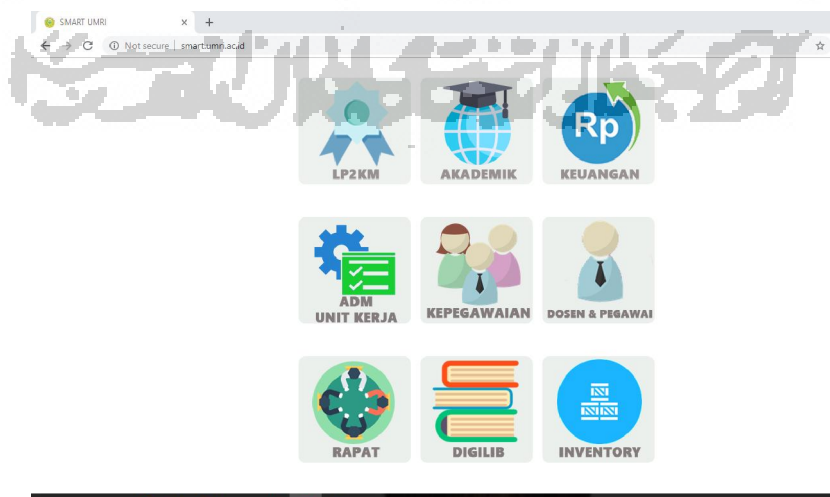 SMART UMRI
Not secure | smart.umri.ac.id
LP2KM
AKADEMIK
Rp
KEUANGAN
ADM
UNIT KERJA
KEPEGAWAIAN
DOSEN & PEGAWAI
RAPAT
DIGILIB
INVENTORY